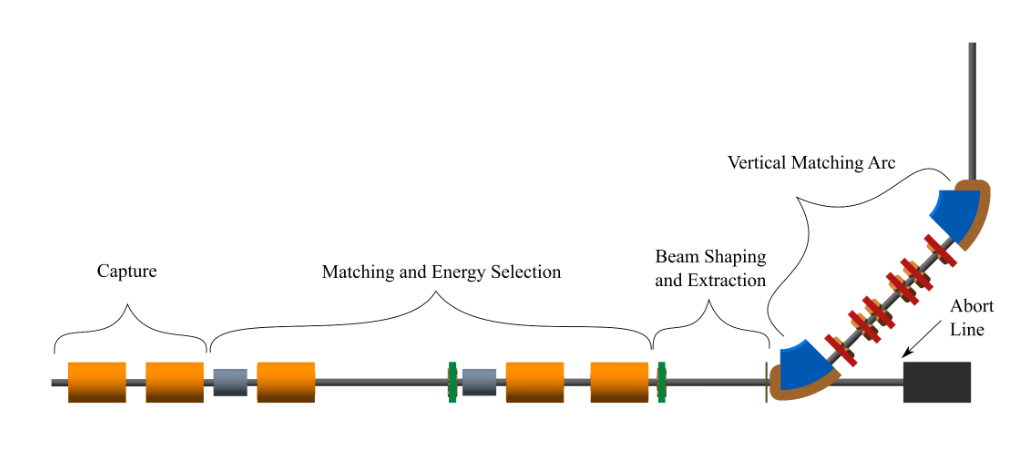 Vertical Matching Arc
Capture
Matching and Energy Selection
Beam Shaping
and Extraction
Abort
Line